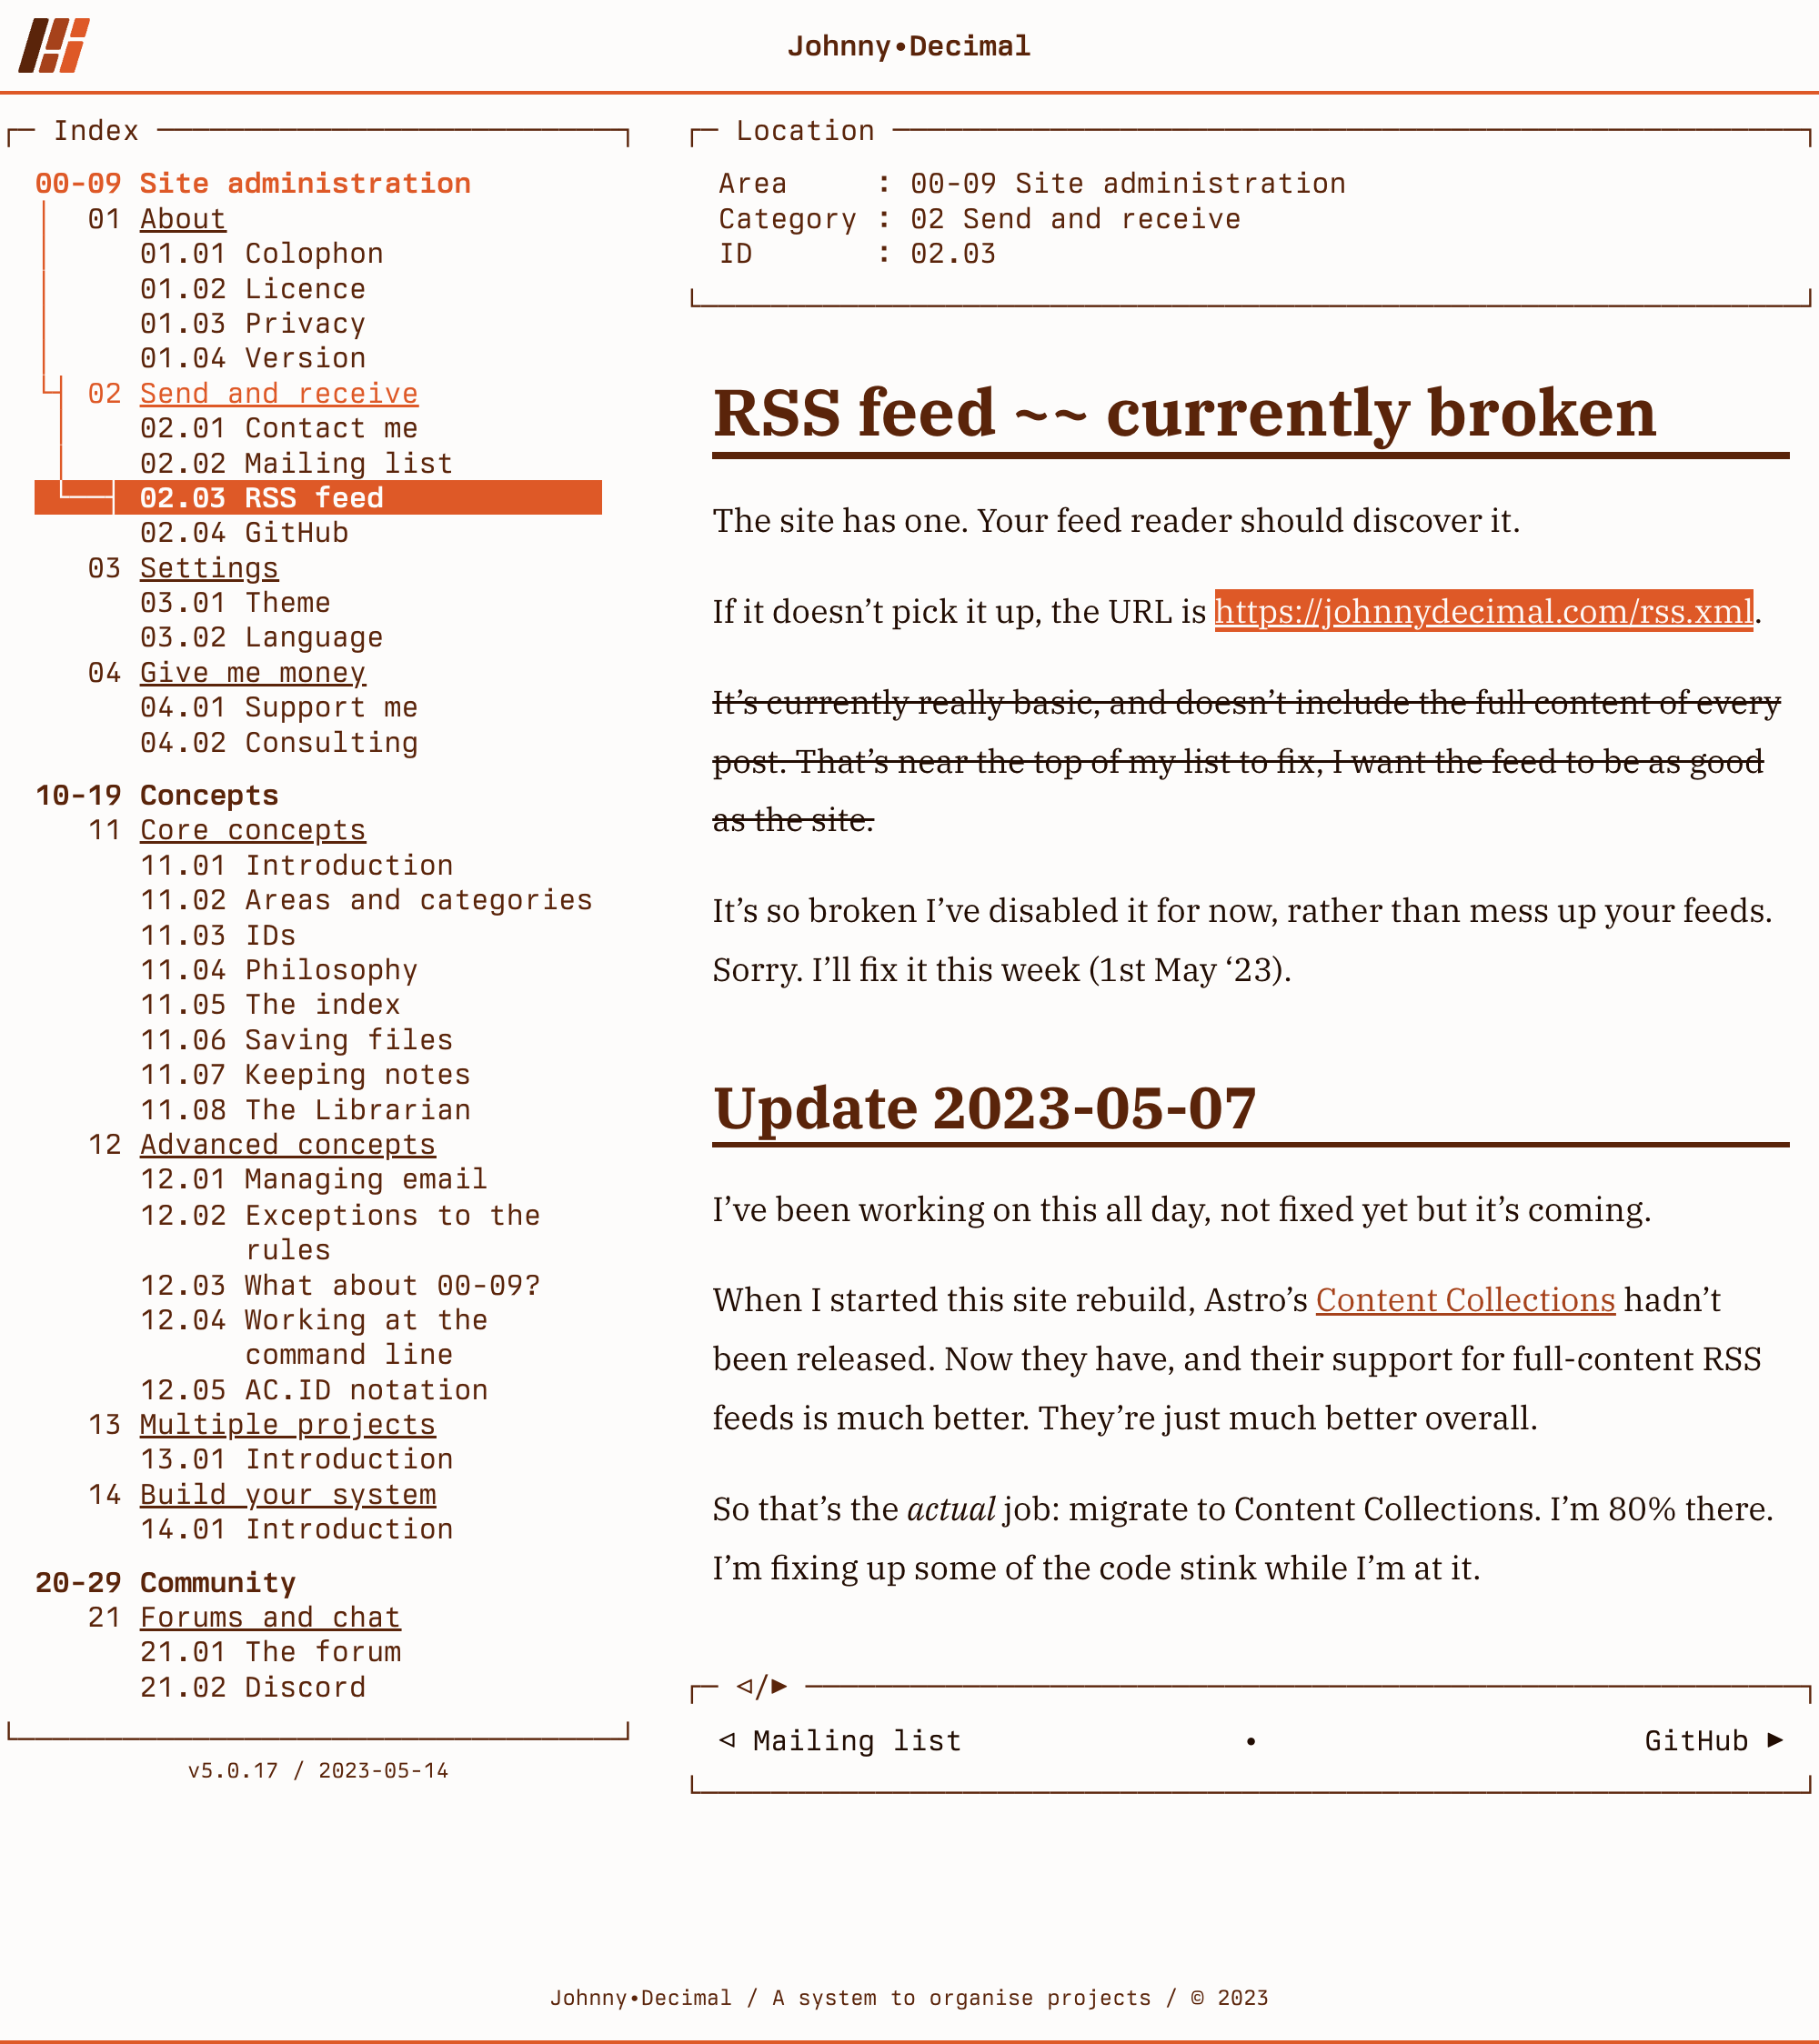 Johnny•Decimal
Index
00-09 Site administration
01 About
01.01 Colophon
01.02 Licence
01.03 Privacy
01.04 Version
02 Send and receive
02.01 Contact me
02.02 Mailing list
02.03 RSS feed
02.04 GitHub
03 Settings
03.01 Theme
03.02 Language
04 Give me money
04.01 Support me
04.02 Consulting
10-19 Concepts
11 Core concepts
11.01 Introduction
11.02 Areas and categories
11.03 IDs
11.04 Philosophy
11.05 The index
11.06 Saving files
11.07 Keeping notes
11.08 The Librarian
12 Advanced concepts
12.01 Managing email
12.02 Exceptions to the
rules
12.03 What about 00-09?
12.04 Working at the
command line
12.05 AC.ID notation
13 Multiple projects
13.01 Introduction
14 Build your system
14.01 Introduction
20-29 Community
21 Forums and chat
21.01 The forum
21.02 Discord
v5.0.17 / 2023-05-14
Location
Area : 00-09 Site administration
Category : 02 Send and receive
ID : 02.03
RSS feed ~~ currently broken
The site has one. Your feed reader should discover it.
If it doesn’t pick it up, the URL is https://johnnydecimal.com/rss.xml.
It’s currently really basic, and doesn’t include the full content of every
post. That’s near the top of my list to fix, I want the feed to be as good
as the site.
It’s so broken I’ve disabled it for now, rather than mess up your feeds.
Sorry. I’ll fix it this week (1st May ‘23).
Update 2023-05-07
I’ve been working on this all day, not fixed yet but it’s coming.
When I started this site rebuild, Astro’s Content Collections hadn’t
been released. Now they have, and their support for full-content RSS
feeds is much better. They’re just much better overall.
So that’s the actual job: migrate to Content Collections. I’m 80% there.
I’m fixing up some of the code stink while I’m at it.
⊲/►
⊲ Mailing list • GitHub ►
Johnny•Decimal / A system to organise projects / © 2023